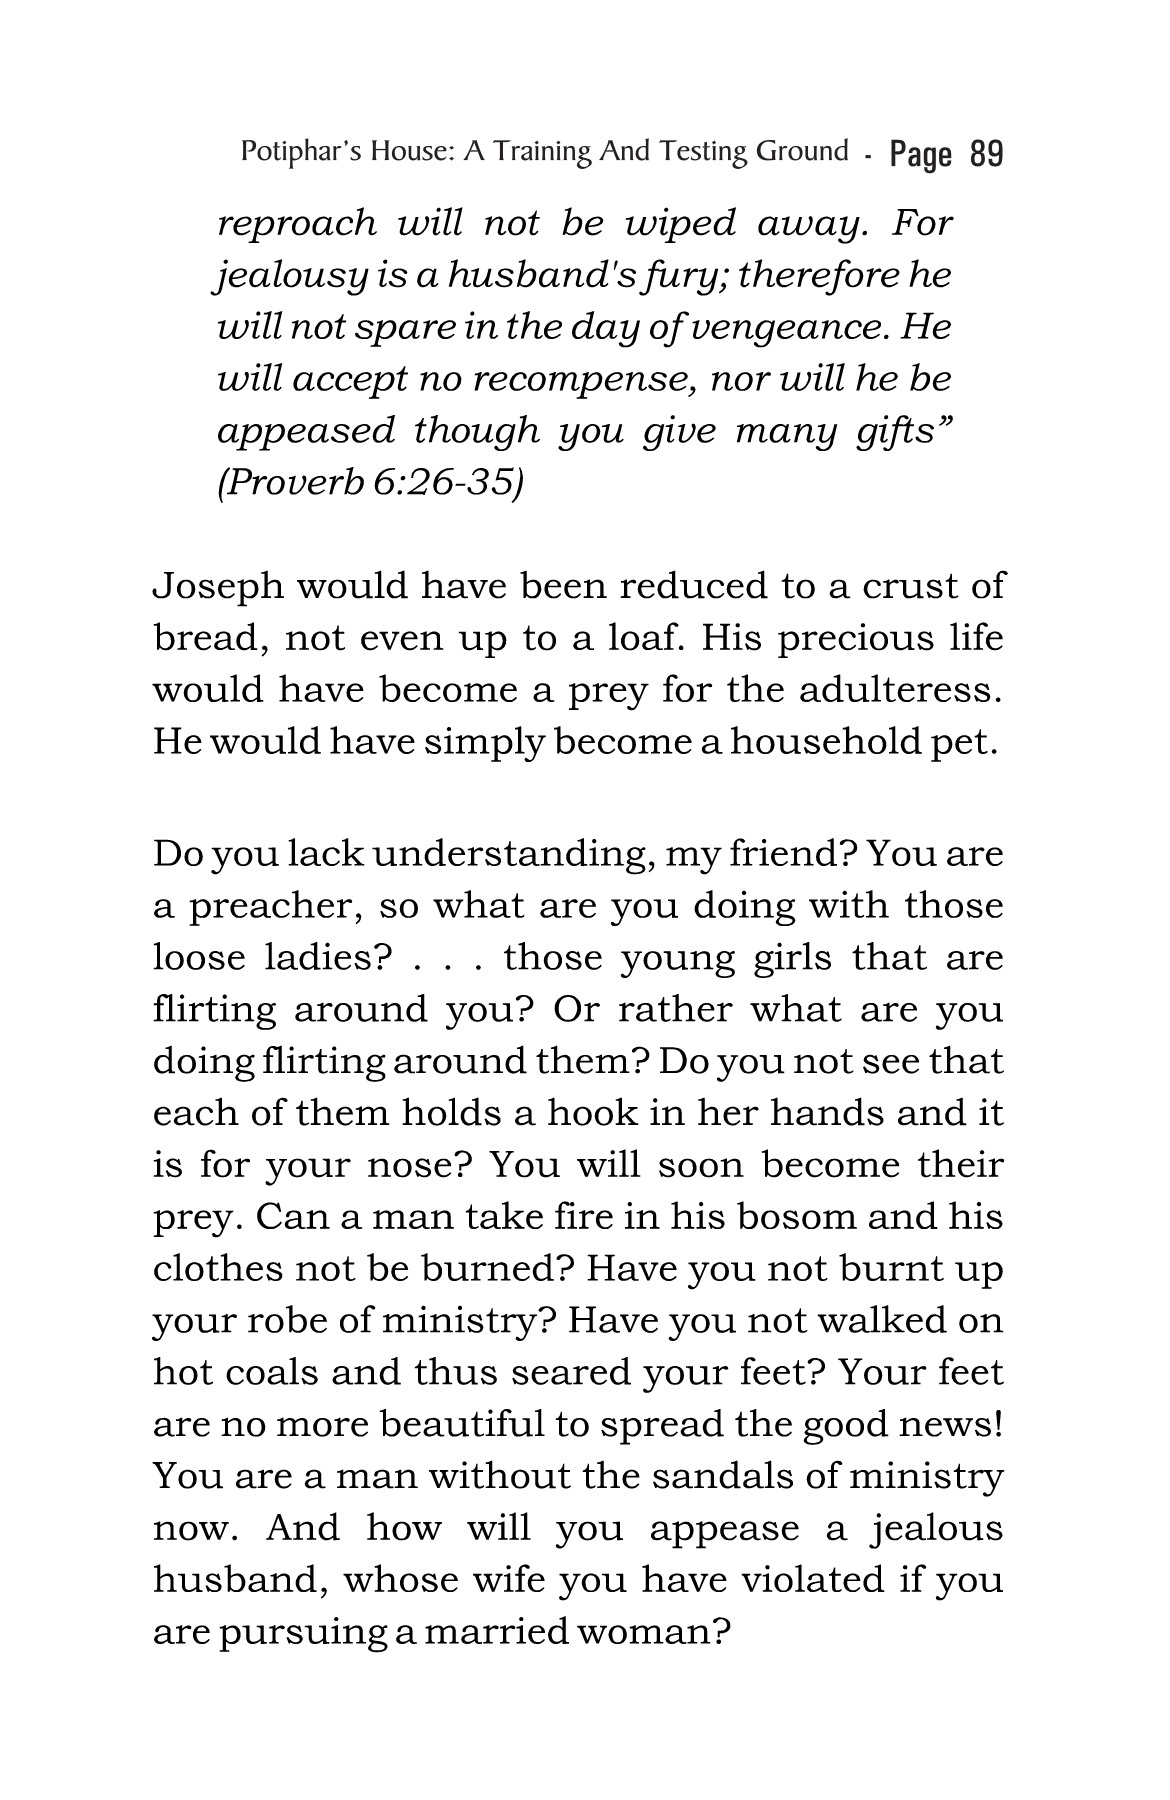 Potiphar's House: A Training And Testing Ground - Page 89
reproach will not be wiped away. For
jealousy is a husband's fury; therefore he
will not spare in the day of vengeance. He
will accept no recompense, nor will he be
appeased though you give many gifts”
(Proverb 6:26-35)
Joseph would have been reduced to a crust of
bread, not even up to a loaf. His precious life
would have become a prey for the adulteress.
He would have simply become a household pet.
Do you lack understanding, my friend? You are
a preacher, so what are you doing with those
loose ladies? . . . those young girls that are
flirting around you? Or rather what are you
doing flirting around them? Do you not see that
each of them holds a hook in her hands and it
is for your nose? You will soon become their
prey. Can a man take fire in his bosom and his
clothes not be burned? Have you not burnt up
your robe of ministry? Have you not walked on
hot coals and thus seared your feet? Your feet
are no more beautiful to spread the good news!
You are a man without the sandals of ministry
now. And how will you appease a jealous
husband, whose wife you have violated if you
are pursuing a married woman?